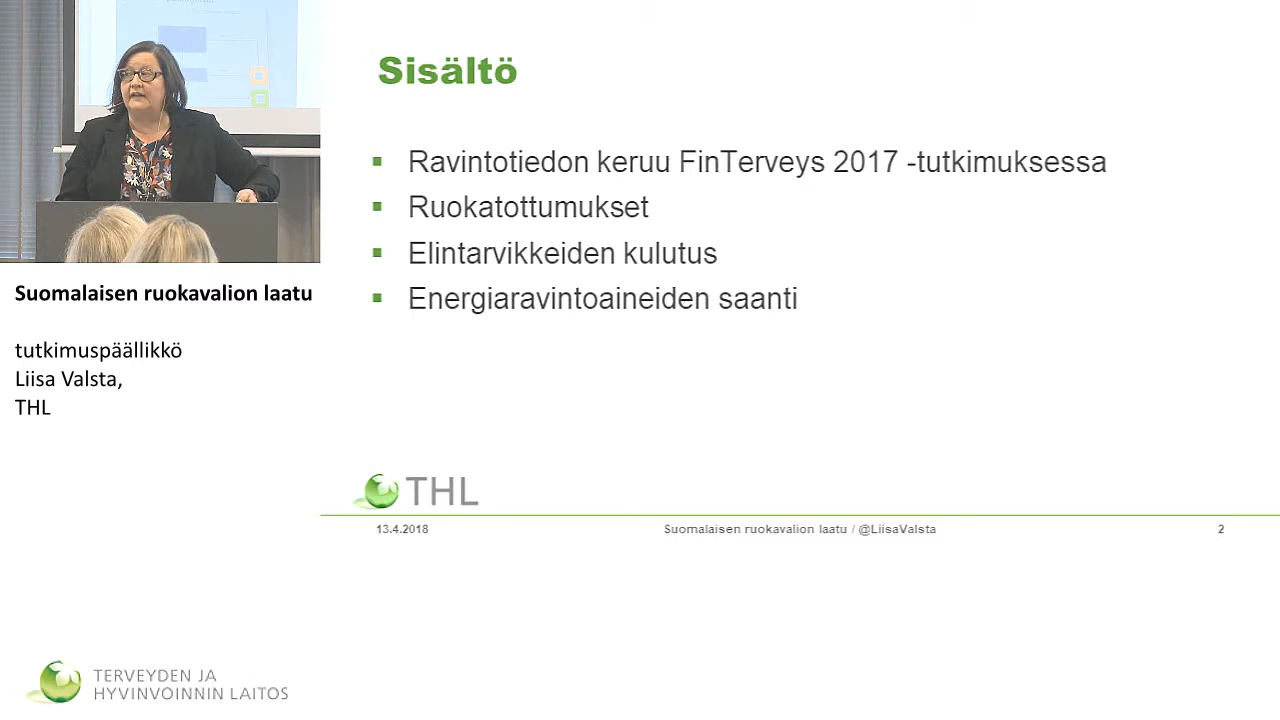 Sisältö
Ravintotiedon keruu FinTerveys 2017 -tutkimuksessa
Ruokatottumukset
Elintarvikkeiden kulutus
Energiaravintoaineiden saanti
Suomalaisen ruokavalion laatu
tutkimuspäällikkö
Liisa Valsta,
THL
THL
13.4.2018 Suomalaisen ruokavalion laatu / @LiisaValsta 2
TERVEYDEN JA
HYVINVOINNIN LAITOS